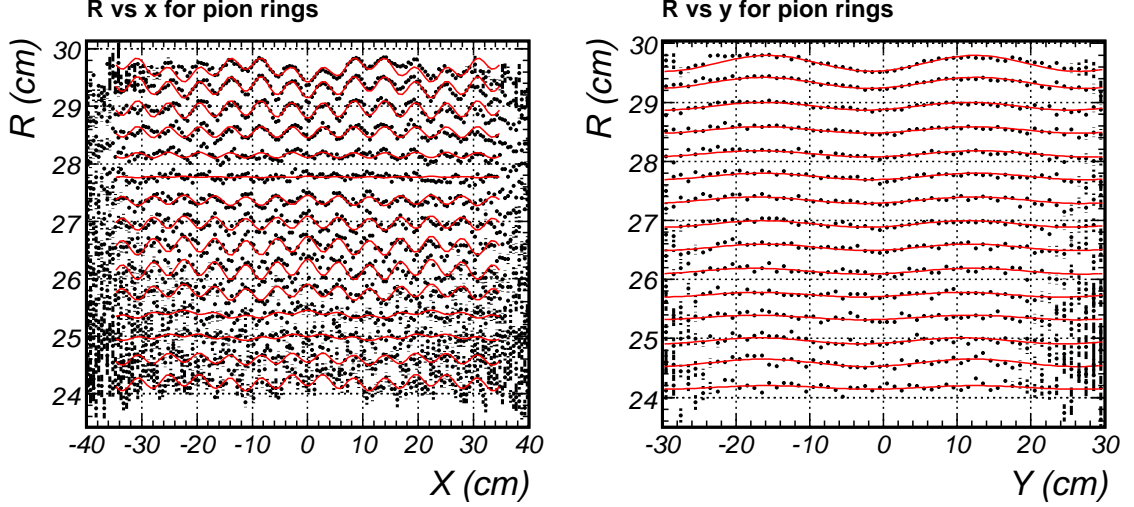 R vs x for pion rings
R (cm)
30
29
28
27
26
25
24
-40 -30 -20 -10 0 10 20 30 40
X (cm)
R vs y for pion rings
R (cm)
30
29
28
27
26
25
24
-30 -20 -10 0 10 20 30
Y (cm)